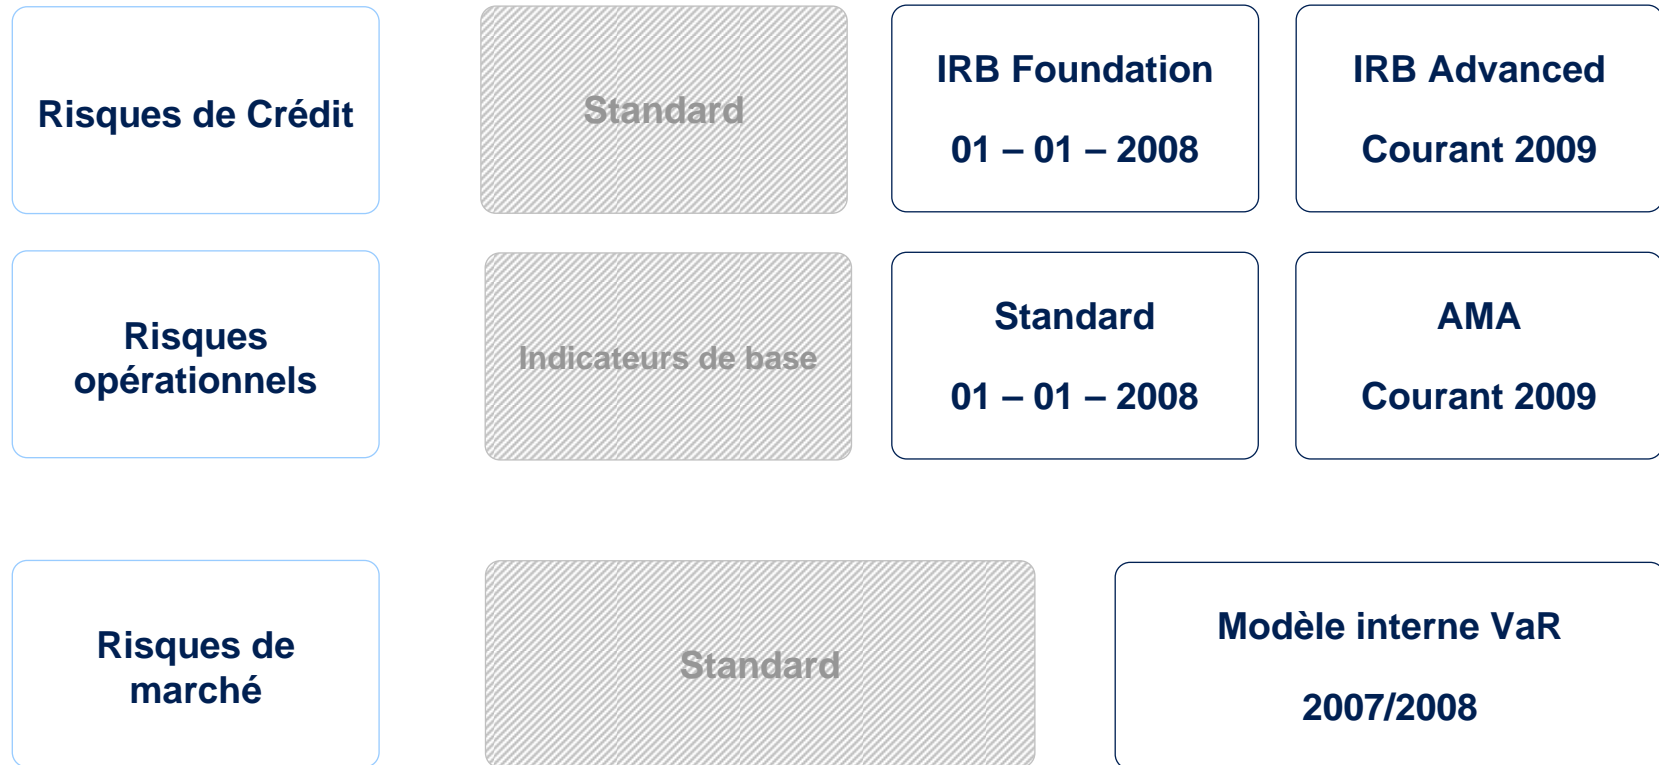 Risques de Crédit
Standard
IRB Foundation
01 – 01 – 2008
IRB Advanced
Courant 2009
Risques
opérationnels
Indicateurs de base
Standard
01 – 01 – 2008
AMA
Courant 2009
Risques de
marché
Standard
Modèle interne VaR
2007/2008